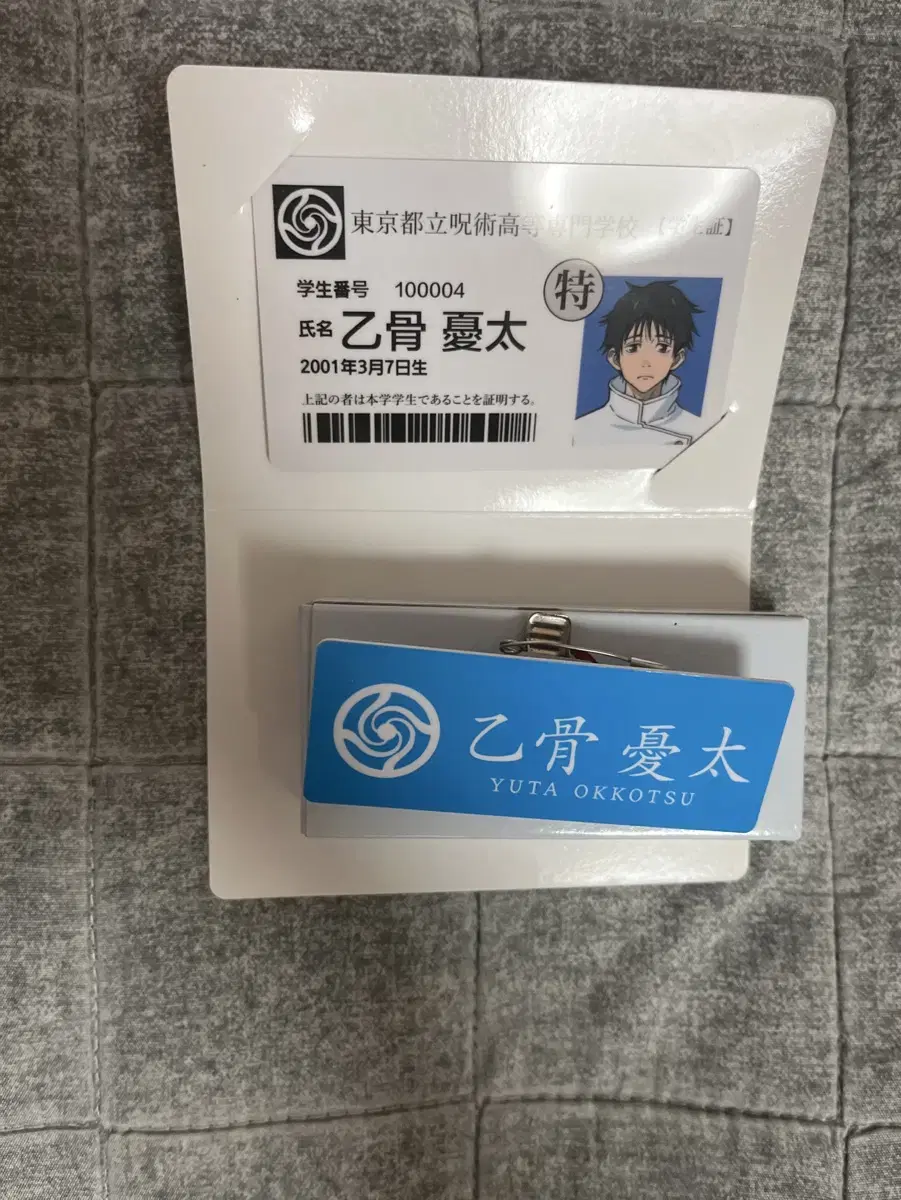 東京都立呪術高等専門学校 【学生証】
学生番号 100004
特
氏名 乙骨 憂太
2001年3月7日生
上記の者は本学学生であることを証明する。
乙骨 憂太
YUTA OKKOTSU